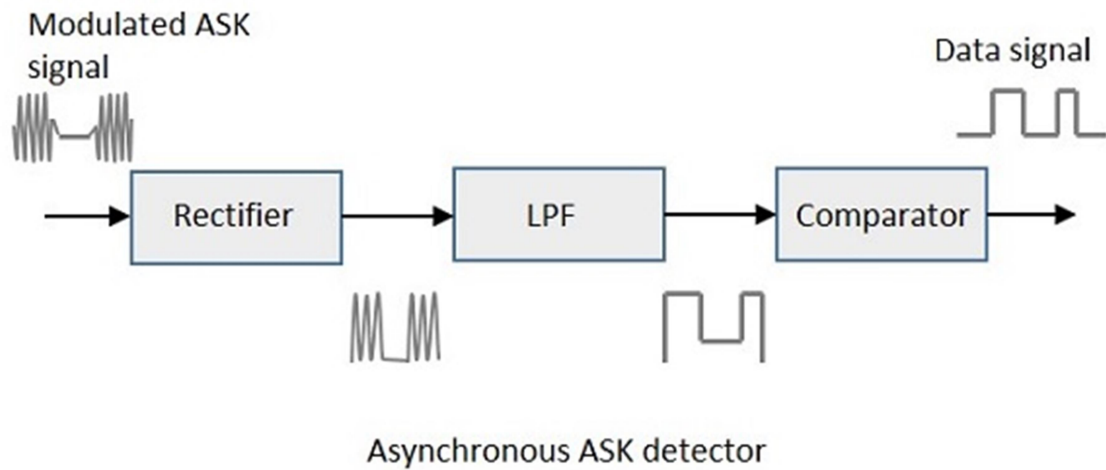 Modulated ASK
signal
Data signal
Rectifier
LPF
Comparator
Asynchronous ASK detector